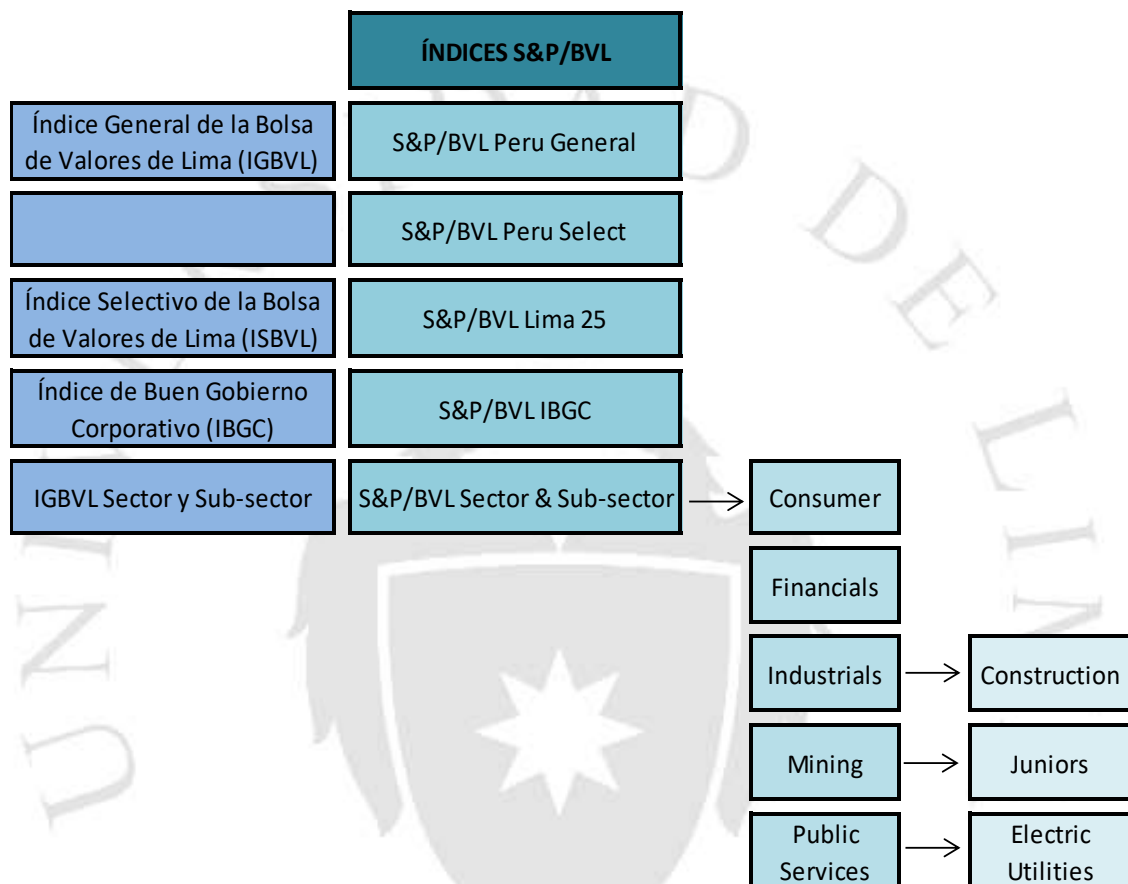 ÍNDICES S&P/BVL
Índice General de la Bolsa
de Valores de Lima (IGBVL)
S&P/BVL Peru General
S&P/BVL Peru Select
Índice Selectivo de la Bolsa
de Valores de Lima (ISBVL)
S&P/BVL Lima 25
Índice de Buen Gobierno
Corporativo (IBGC)
S&P/BVL IBGC
IGBVL Sector y Sub-sector
S&P/BVL Sector & Sub-sector
Consumer
Financials
Industrials
Construction
Mining
Juniors
Public
Services
Electric
Utilities